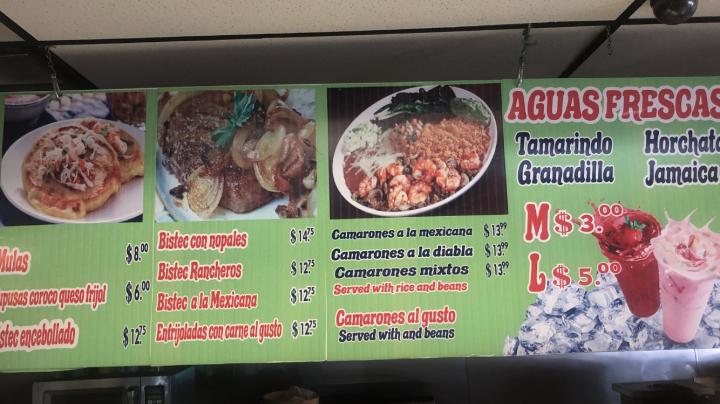 Mulas $8.00
pusas coroco queso frijol $6.00
stec encebollado $12.75
Bistec con nopales $14.75
Bistec Rancheros $12.75
Bistec a la Mexicana $12.75
Entrijoladas con carne al gusto $12.75
Camarones a la mexicana $13.99
Camarones a la diabla $13.99
Camarones mixtos $13.99
Served with rice and beans
Camarones al gusto
Served with and beans
AGUAS FRESCAS
Tamarindo Horchata
Granadilla Jamaica
M $3.00
L $5.00